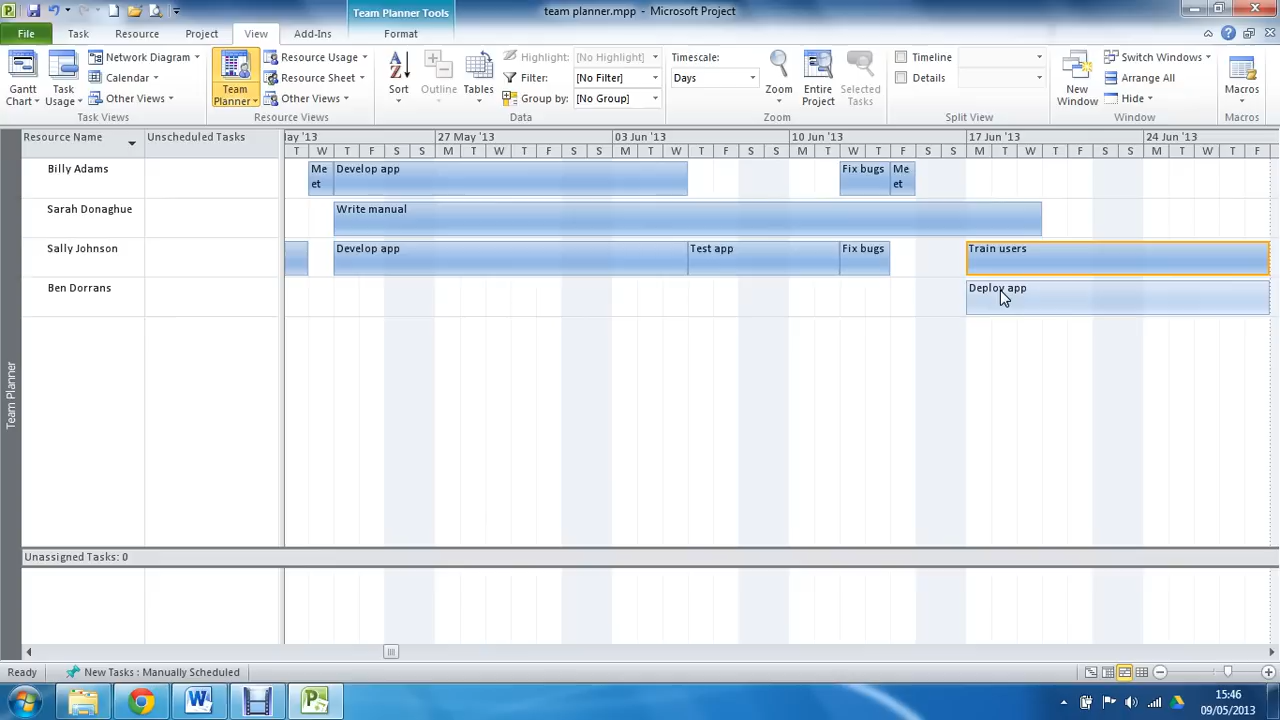 Team Planner Tools
team planner.mpp - Microsoft Project
File Task Resource Project View Add-Ins Format
Gantt Chart
Task Usage
Network Diagram
Calendar
Other Views
Task Views
Team Planner
Resource Usage
Resource Sheet
Other Views
Resource Views
Sort
Outline
Tables
Highlight: [No Highlight]
Filter: [No Filter]
Group by: [No Group]
Data
Timescale:
Days
Zoom
Entire Project
Selected Tasks
Zoom
Timeline
Details
Split View
New Window
Switch Windows
Arrange All
Hide
Window
Macros
Macros
Resource Name Unscheduled Tasks ay '13 27 May '13 03 Jun '13 10 Jun '13 17 Jun '13 24 Jun '13
T W T F S S M T W T F S S M T W T F S S M T W T F S S M T W T F S S M T W T F
Billy Adams Meet Develop app Fix bugs Meet
Sarah Donaghue Write manual
Sally Johnson Develop app Test app Fix bugs Train users
Ben Dorrans Deploy app
Team Planner
Unassigned Tasks: 0
Ready New Tasks : Manually Scheduled
15:46
09/05/2013